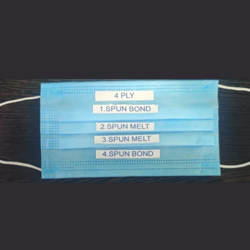 4 PLY
1.SPUN BOND
2.SPUN MELT
3.SPUN MELT
4.SPUN BOND